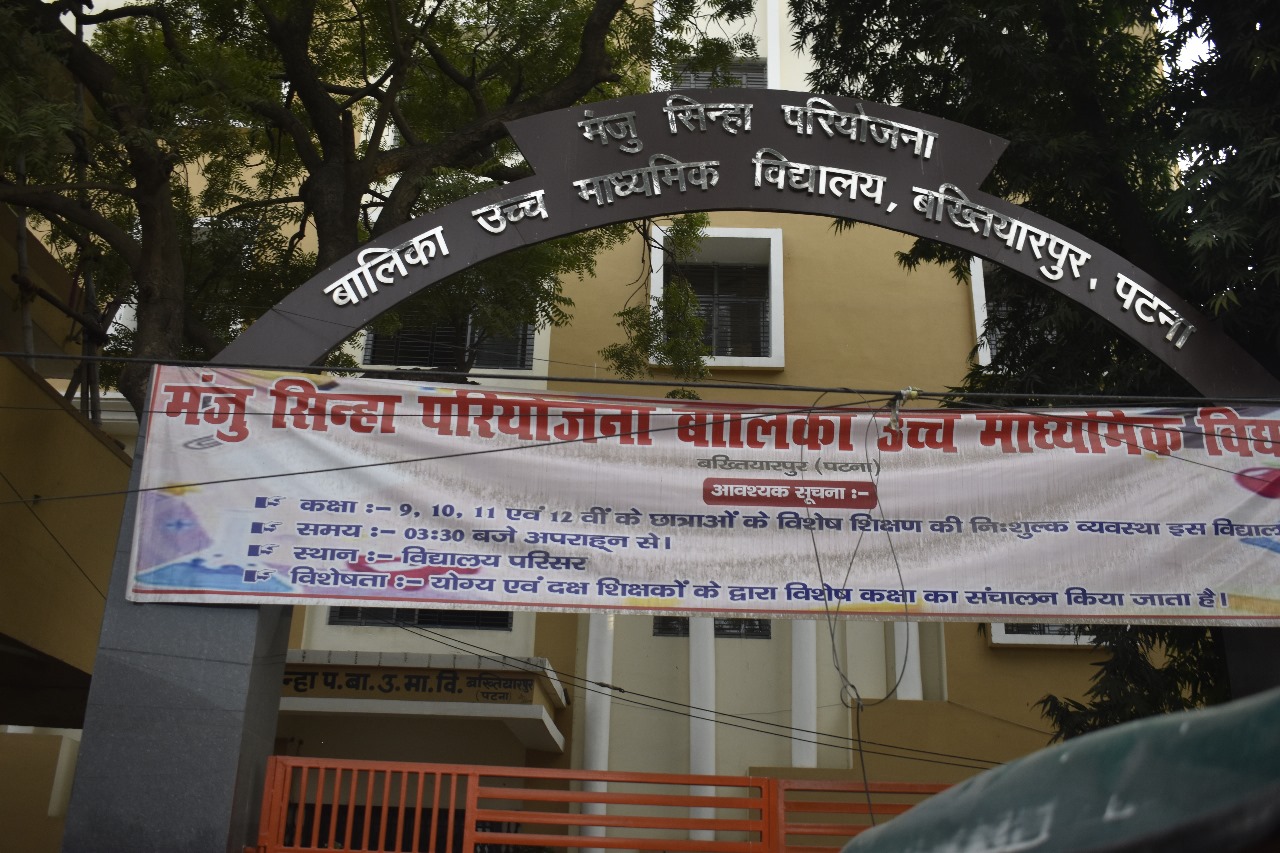 मंजु सिन्हा परियोजना
बालिका उच्च माध्यमिक विद्यालय, बख्तियारपुर, पटना
मंजु सिन्हा परियोजना बालिका उच्च माध्यमिक
बख्तियारपुर (पटना)
आवश्यक सूचना :-
कक्षा :- 9, 10, 11 एवं 12 वीं के छात्राओं के विशेष शिक्षण की निःशुल्क व्यवस्था इस
समय :- 03:30 बजे अपराह्न से।
स्थान :- विद्यालय परिसर
विशेषता :- योग्य एवं दक्ष शिक्षकों के द्वारा विशेष कक्षा का संचालन किया जाता है।
न्हा प.बा.उ.मा.वि. बख्तियारपुर
(पटना)